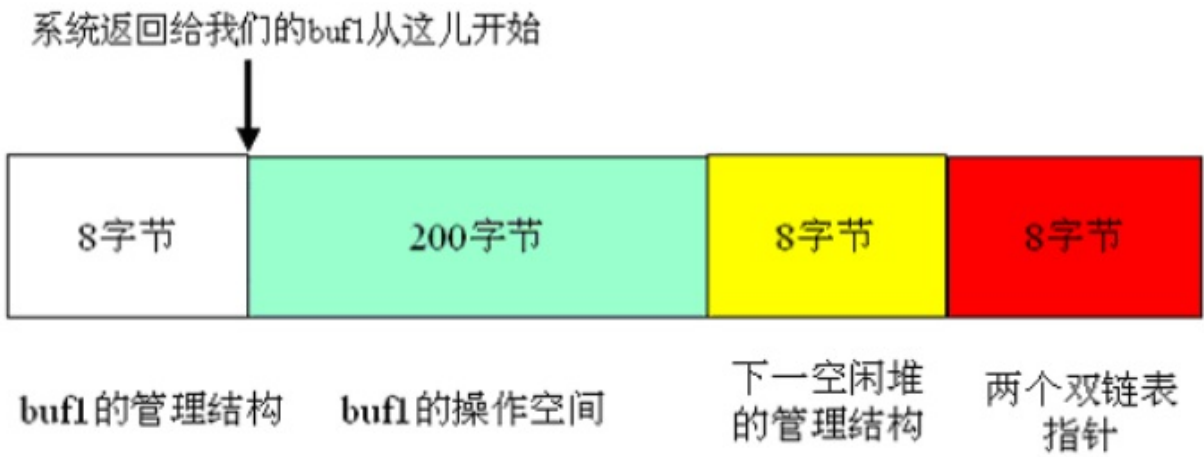 系统返回给我们的buf1从这儿开始
8字节
200字节
8字节
8字节
buf1的管理结构
buf1的操作空间
下一空闲堆
的管理结构
两个双链表
指针